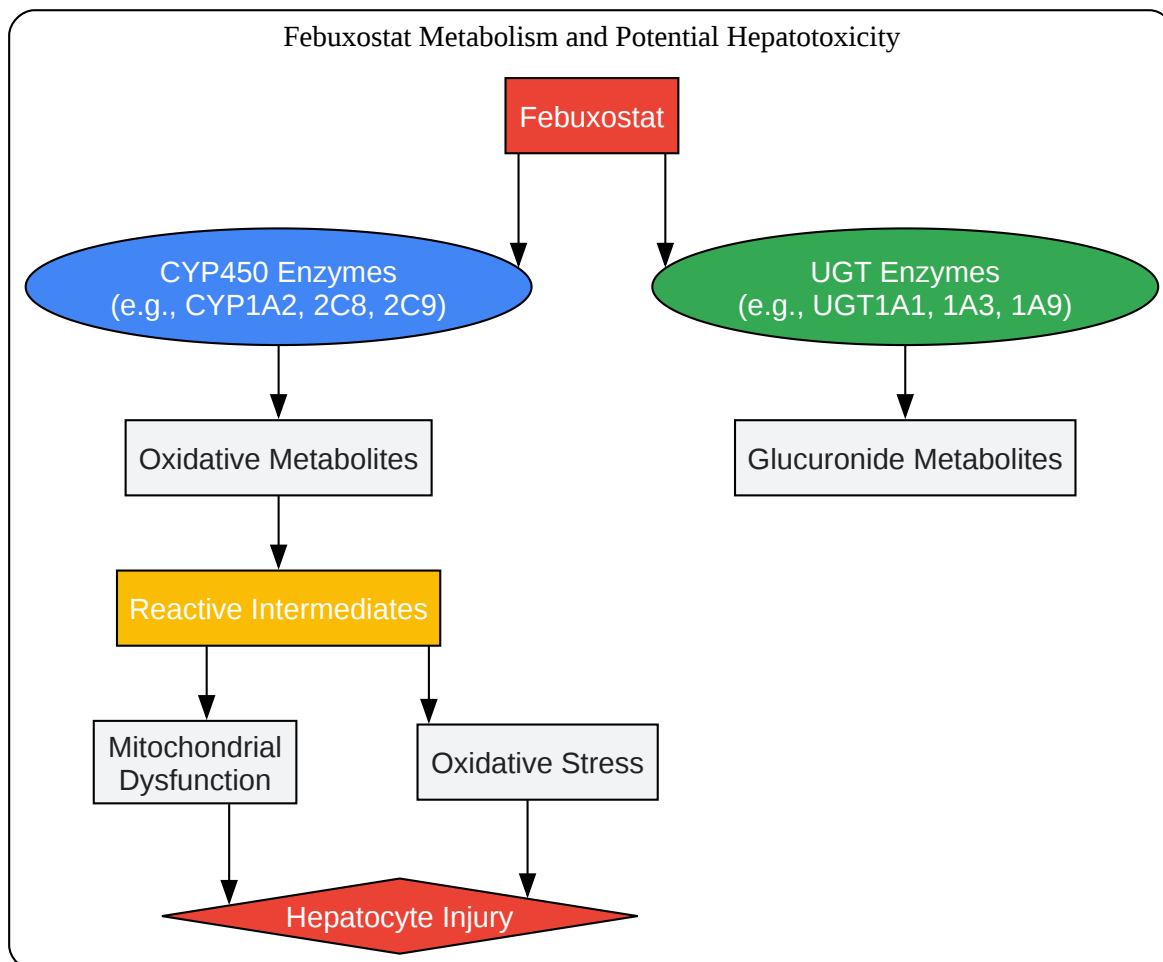 Febuxostat Metabolism and Potential Hepatotoxicity
Febuxostat
CYP450 Enzymes
(e.g., CYP1A2, 2C8, 2C9)
UGT Enzymes
(e.g., UGT1A1, 1A3, 1A9)
Oxidative Metabolites
Glucuronide Metabolites
Reactive Intermediates
Mitochondrial
Dysfunction
Oxidative Stress
Hepatocyte Injury